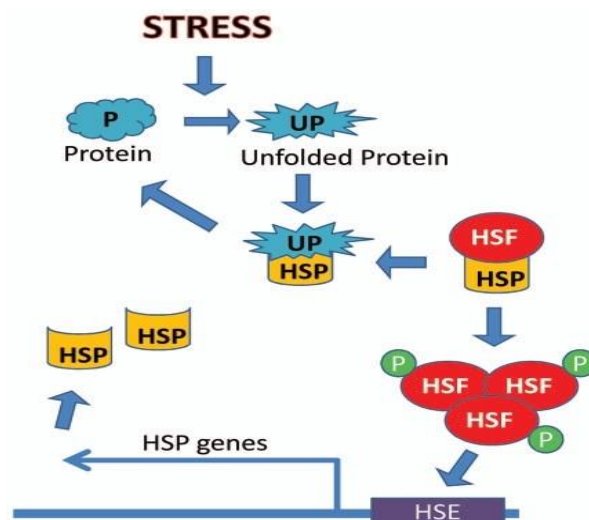 STRESS
P
UP
Protein
Unfolded Protein
UP
HSP
HSF
HSP
HSP
HSP
P
P
HSF
HSF
HSF
P
HSP genes
HSE